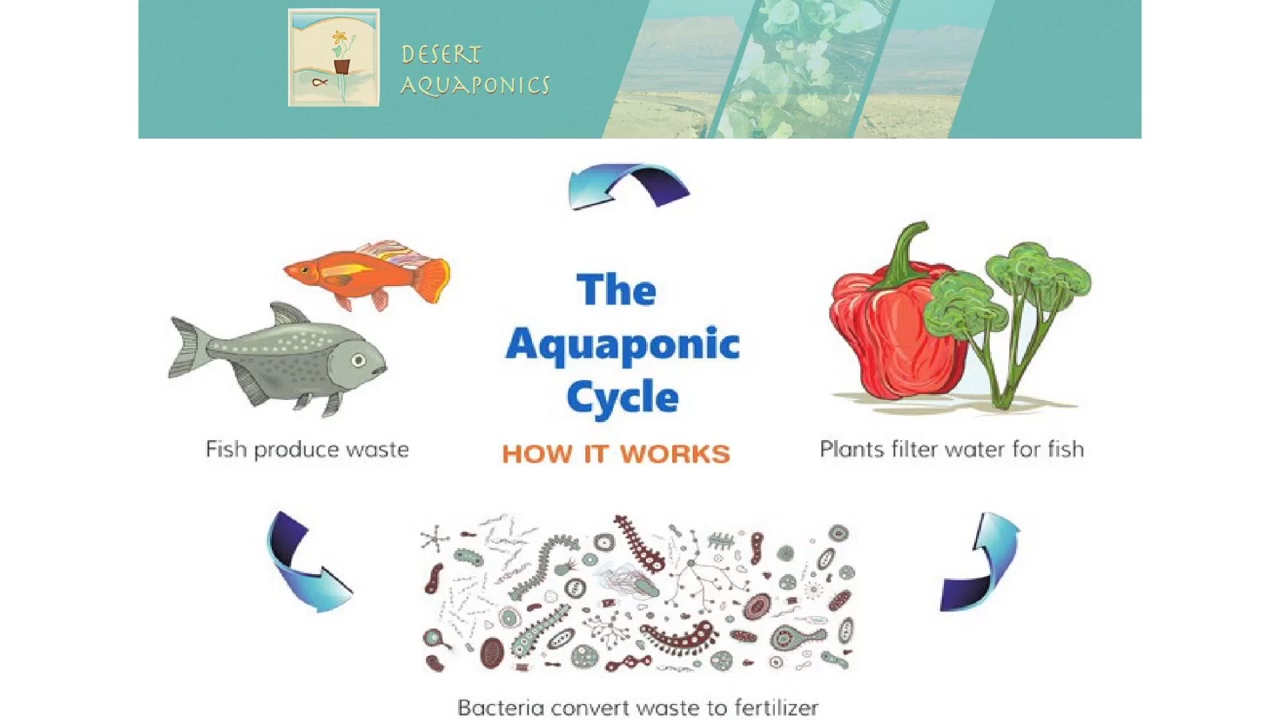 DESERT
AQUAPONICS
The
Aquaponic
Cycle
HOW IT WORKS
Fish produce waste
Plants filter water for fish
Bacteria convert waste to fertilizer